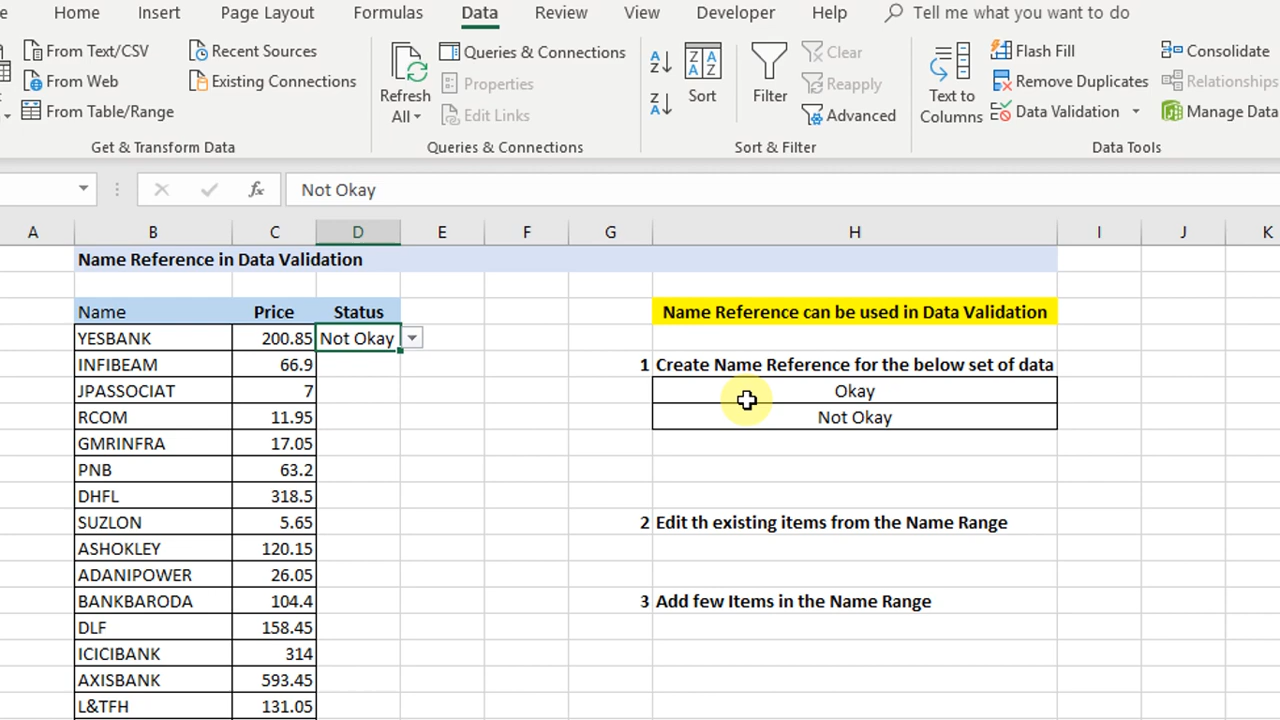 Home Insert Page Layout Formulas Data Review View Developer Help Tell me what you want to do
From Text/CSV Recent Sources
From Web Existing Connections
From Table/Range
Get & Transform Data
Refresh All
Queries & Connections
Properties
Edit Links
Queries & Connections
Sort
Filter
Clear
Reapply
Advanced
Sort & Filter
Text to Columns
Flash Fill
Remove Duplicates
Data Validation
Consolidate
Relationships
Manage Data
Data Tools
fx Not Okay
A B C D E F G H I J K
Name Reference in Data Validation
Name Price Status Name Reference can be used in Data Validation
YESBANK 200.85 Not Okay
INFIBEAM 66.9 1 Create Name Reference for the below set of data
JPASSOCIAT 7 Okay
RCOM 11.95 Not Okay
GMRINFRA 17.05
PNB 63.2
DHFL 318.5
SUZLON 5.65 2 Edit th existing items from the Name Range
ASHOKLEY 120.15
ADANIPOWER 26.05
BANKBARODA 104.4 3 Add few Items in the Name Range
DLF 158.45
ICICIBANK 314
AXISBANK 593.45
L&TFH 131.05